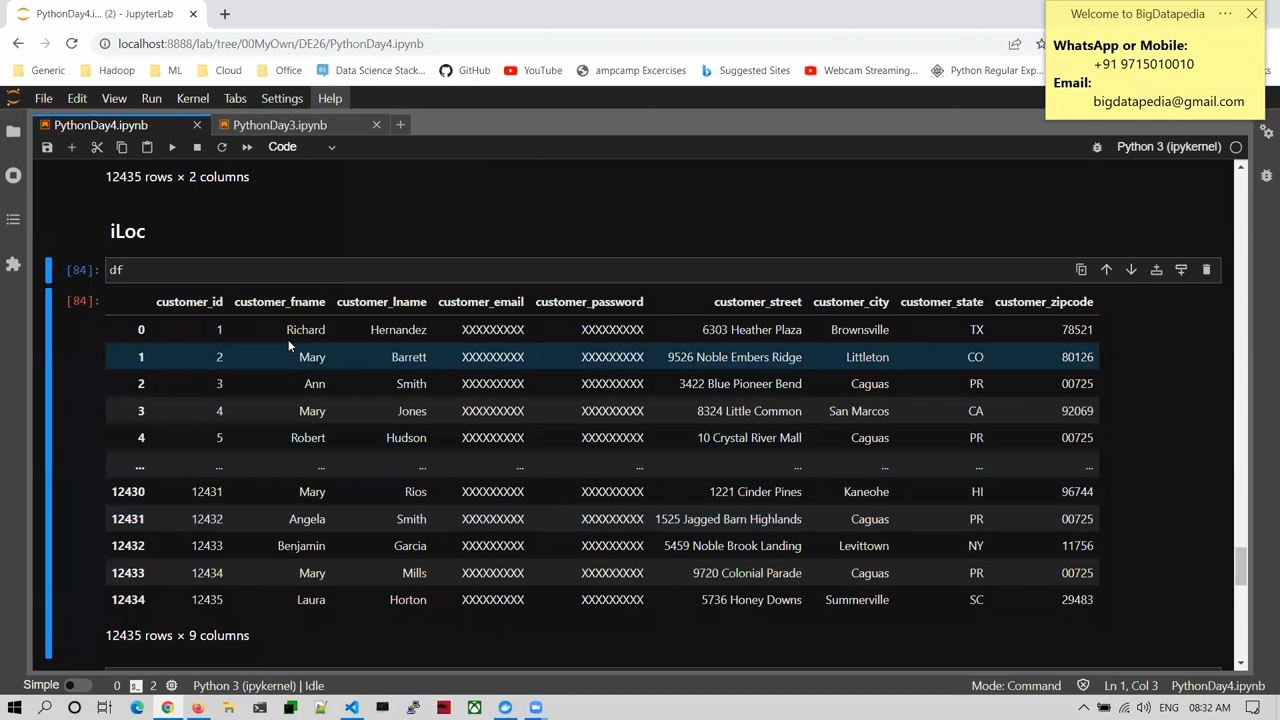 PythonDay4.i... (2) - JupyterLab
Welcome to BigDatapedia
WhatsApp or Mobile:
+91 9715010010
Email:
bigdatapedia@gmail.com
localhost:8888/lab/tree/00MyOwn/DE26/PythonDay4.ipynb
Generic Hadoop ML Cloud Office Data Science Stack... GitHub YouTube ampcamp Excercises Suggested Sites Webcam Streaming... Python Regular Exp...
File Edit View Run Kernel Tabs Settings Help
PythonDay4.ipynb PythonDay3.ipynb
Code Python 3 (ipykernel)
12435 rows × 2 columns
iLoc
[84]: df
[84]: customer_id customer_fname customer_lname customer_email customer_password customer_street customer_city customer_state customer_zipcode
0 1 Richard Hernandez XXXXXXXXX XXXXXXXXX 6303 Heather Plaza Brownsville TX 78521
1 2 Mary Barrett XXXXXXXXX XXXXXXXXX 9526 Noble Embers Ridge Littleton CO 80126
2 3 Ann Smith XXXXXXXXX XXXXXXXXX 3422 Blue Pioneer Bend Caguas PR 00725
3 4 Mary Jones XXXXXXXXX XXXXXXXXX 8324 Little Common San Marcos CA 92069
4 5 Robert Hudson XXXXXXXXX XXXXXXXXX 10 Crystal River Mall Caguas PR 00725
... ... ... ... ... ... ... ... ... ...
12430 12431 Mary Rios XXXXXXXXX XXXXXXXXX 1221 Cinder Pines Kaneohe HI 96744
12431 12432 Angela Smith XXXXXXXXX XXXXXXXXX 1525 Jagged Barn Highlands Caguas PR 00725
12432 12433 Benjamin Garcia XXXXXXXXX XXXXXXXXX 5459 Noble Brook Landing Levittown NY 11756
12433 12434 Mary Mills XXXXXXXXX XXXXXXXXX 9720 Colonial Parade Caguas PR 00725
12434 12435 Laura Horton XXXXXXXXX XXXXXXXXX 5736 Honey Downs Summerville SC 29483
12435 rows × 9 columns
Simple 0 2 Python 3 (ipykernel) | Idle Mode: Command Ln 1, Col 3 PythonDay4.ipynb
ENG 08:32 AM